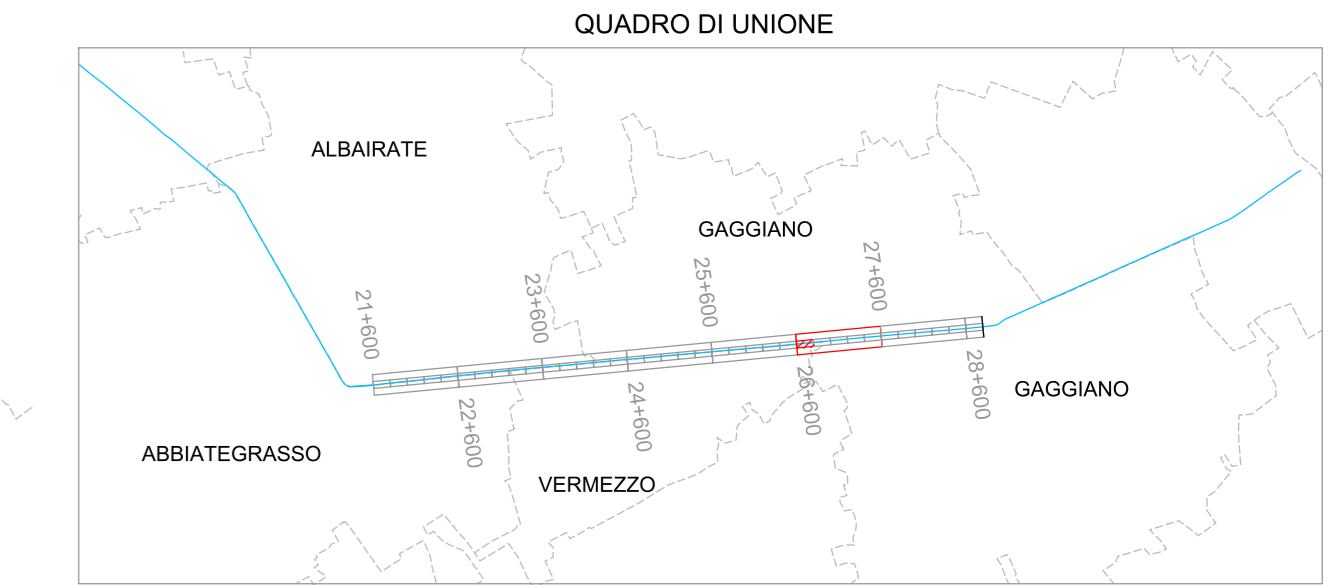 QUADRO DI UNIONE
ALBAIRATE
GAGGIANO
21+600
23+600
25+600
27+600
22+600
24+600
26+600
28+600
GAGGIANO
ABBIATEGRASSO
VERMEZZO